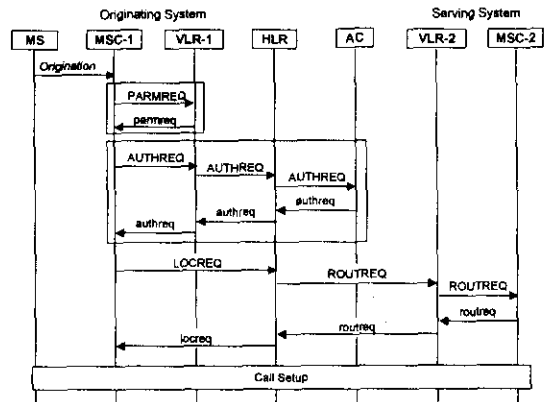 Originating System
Serving System
MS
MSC-1
VLR-1
HLR
AC
VLR-2
MSC-2
Origination
PARMREQ
parmreq
AUTHREQ
AUTHREQ
AUTHREQ
authreq
authreq
authreq
LOCREQ
ROUTREQ
ROUTREQ
routreq
routreq
locreq
Call Setup